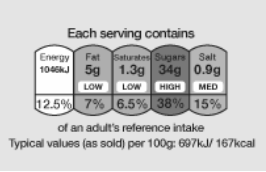 Each serving contains
Energy Fat Saturates Sugars Salt
1046kJ 5g 1.3g 34g 0.9g
LOW LOW HIGH MED
12.5% 7% 6.5% 38% 15%
of an adult's reference intake
Typical values (as sold) per 100g: 697kJ/ 167kcal